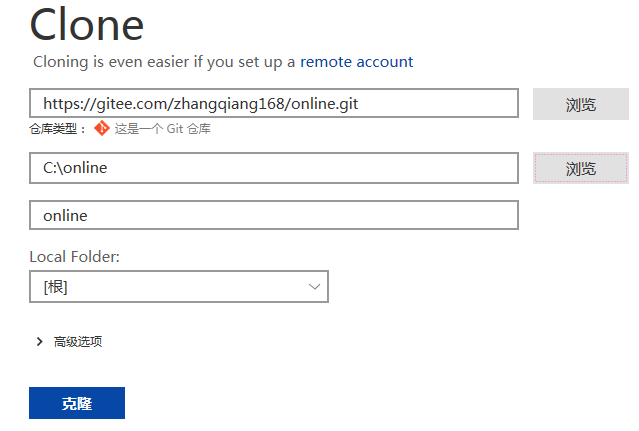 Clone
Cloning is even easier if you set up a remote account
https://gitee.com/zhangqiang168/online.git
浏览
仓库类型： 这是一个 Git 仓库
C:\online
浏览
online
Local Folder:
[根]
高级选项
克隆